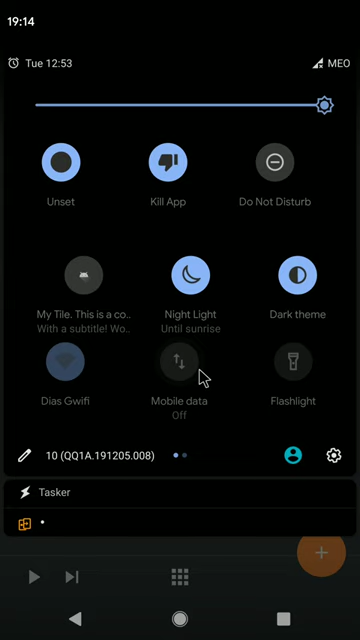 19:14
Tue 12:53
MEO
Unset
Kill App
Do Not Disturb
My Tile. This is a co..
With a subtitle! Wo..
Night Light
Until sunrise
Dark theme
Dias Gwifi
Mobile data
Off
Flashlight
10 (QQ1A.191205.008)
Tasker